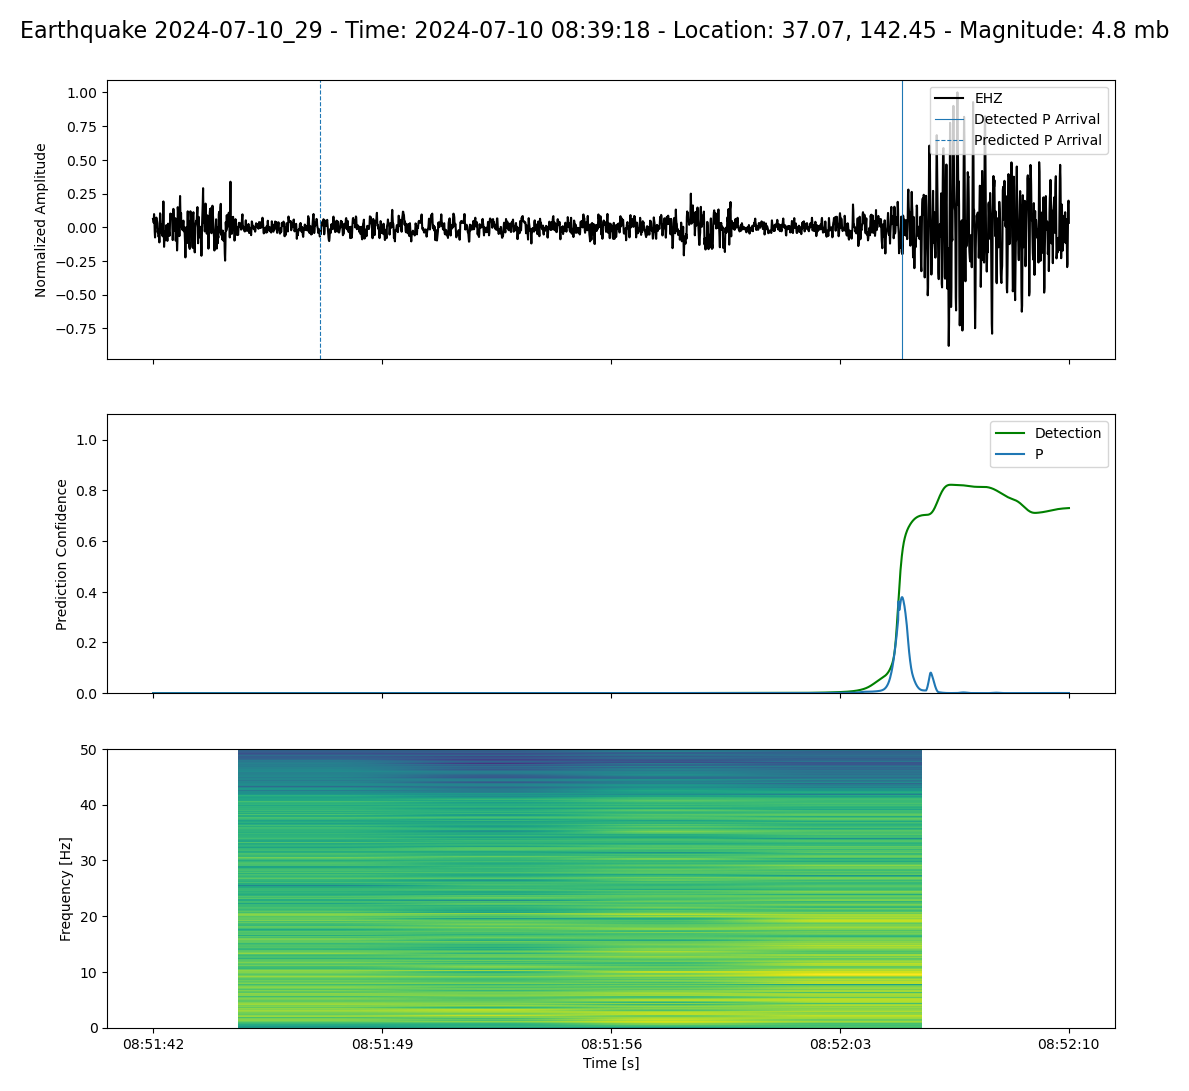 Earthquake 2024-07-10_29 - Time: 2024-07-10 08:39:18 - Location: 37.07, 142.45 - Magnitude: 4.8 mb
Normalized Amplitude
1.00
0.75
0.50
0.25
0.00
−0.25
−0.50
−0.75
EHZ
Detected P Arrival
Predicted P Arrival
Prediction Confidence
1.0
0.8
0.6
0.4
0.2
0.0
Detection
P
Frequency [Hz]
50
40
30
20
10
0
08:51:42 08:51:49 08:51:56 08:52:03 08:52:10
Time [s]